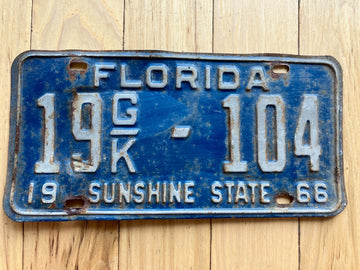 FLORIDA
19 G/K - 104
19 SUNSHINE STATE 66